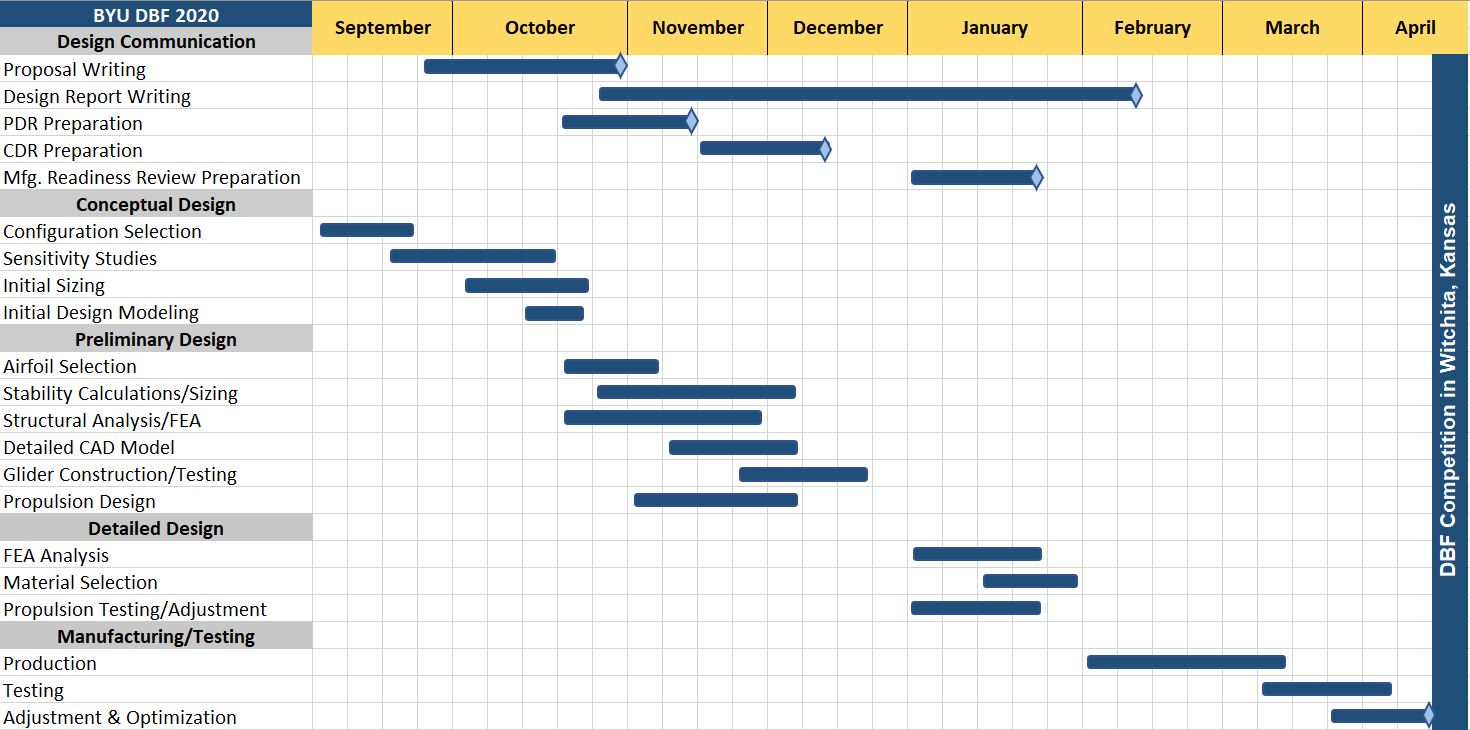 BYU DBF 2020
September October November December January February March April
Design Communication
Proposal Writing
Design Report Writing
PDR Preparation
CDR Preparation
Mfg. Readiness Review Preparation
Conceptual Design
Configuration Selection
Sensitivity Studies
Initial Sizing
Initial Design Modeling
Preliminary Design
Airfoil Selection
Stability Calculations/Sizing
Structural Analysis/FEA
Detailed CAD Model
Glider Construction/Testing
Propulsion Design
Detailed Design
FEA Analysis
Material Selection
Propulsion Testing/Adjustment
Manufacturing/Testing
Production
Testing
Adjustment & Optimization
DBF Competition in Witchita, Kansas